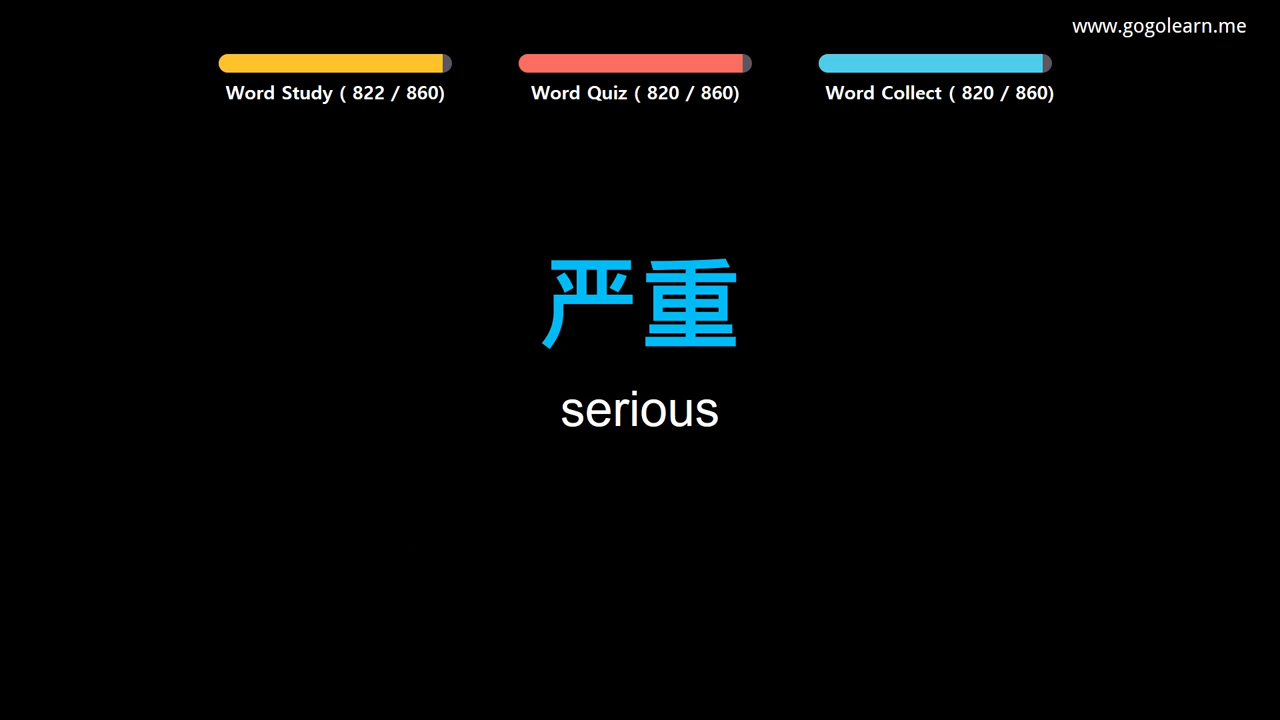 www.gogolearn.me
Word Study ( 822 / 860)
Word Quiz ( 820 / 860)
Word Collect ( 820 / 860)
严重
serious